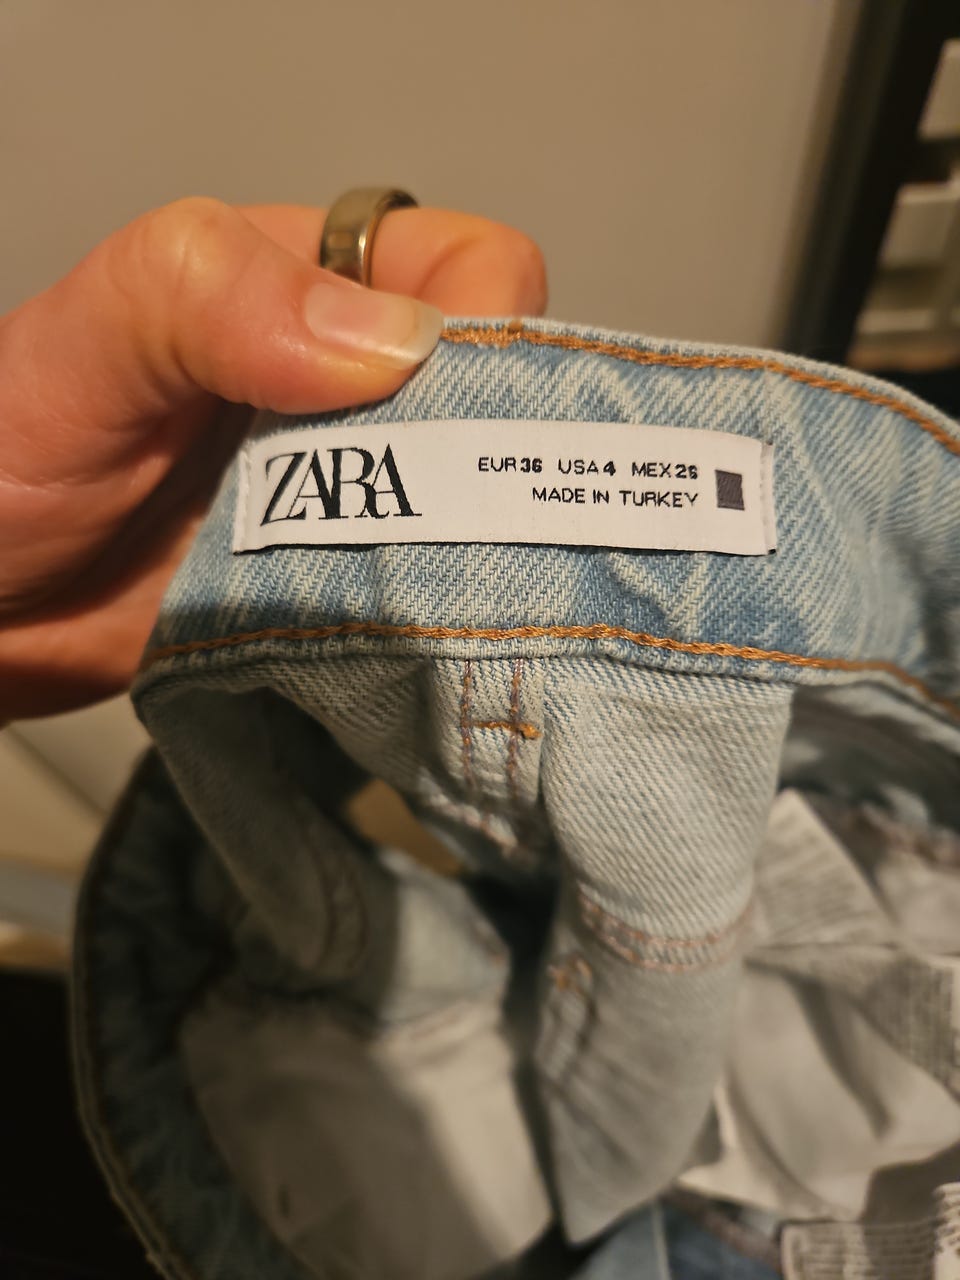 ZARA
EUR 36 USA 4 MEX 26
MADE IN TURKEY